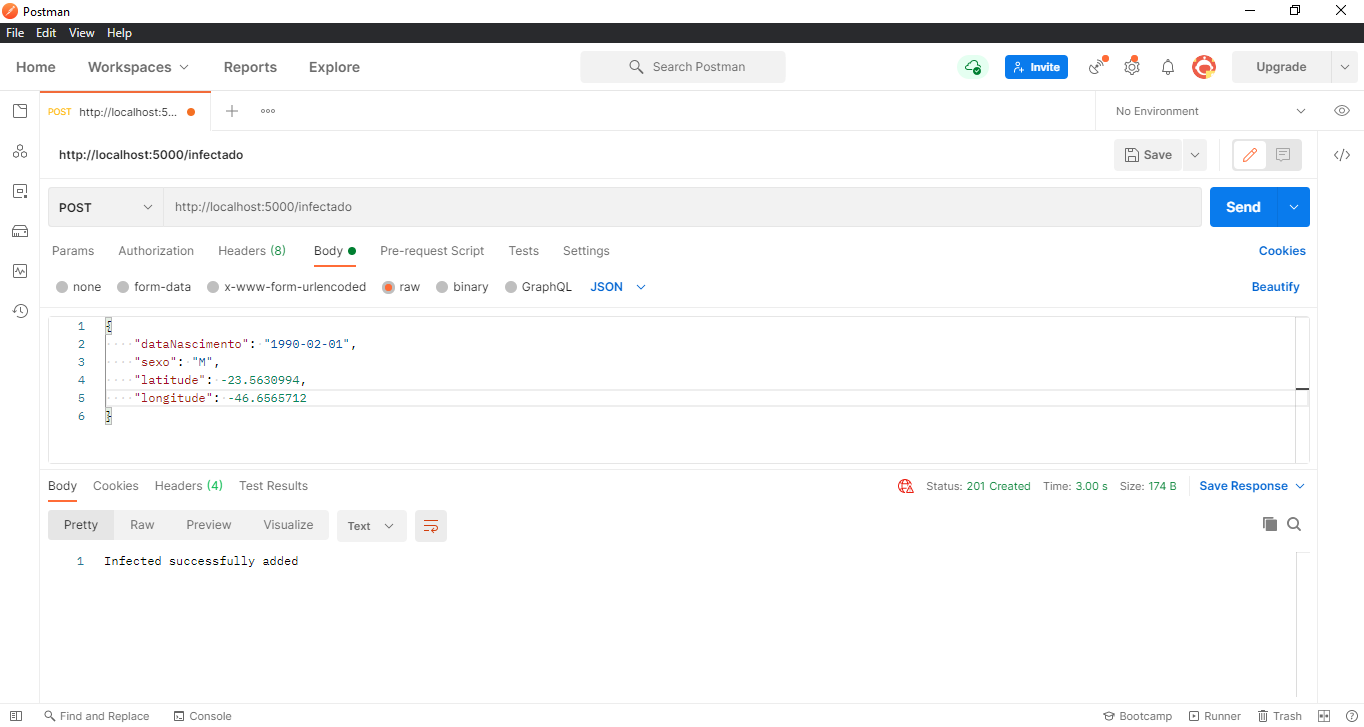 Postman
File Edit View Help
Home Workspaces Reports Explore Search Postman Invite Upgrade
POST http://localhost:5... No Environment
http://localhost:5000/infectado Save
POST http://localhost:5000/infectado Send
Params Authorization Headers (8) Body Pre-request Script Tests Settings Cookies
none form-data x-www-form-urlencoded raw binary GraphQL JSON Beautify
1 {
2 "dataNascimento": "1990-02-01",
3 "sexo": "M",
4 "latitude": -23.5630994,
5 "longitude": -46.6565712
6 }
Body Cookies Headers (4) Test Results Status: 201 Created Time: 3.00 s Size: 174 B Save Response
Pretty Raw Preview Visualize Text
1 Infected successfully added
Find and Replace Console Bootcamp Runner Trash